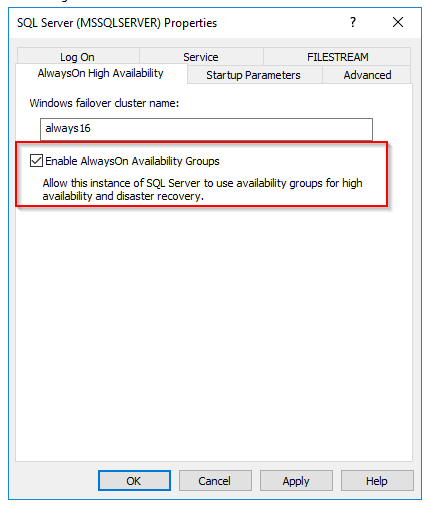 SQL Server (MSSQLSERVER) Properties ?
Log On Service FILESTREAM
AlwaysOn High Availability Startup Parameters Advanced
Windows failover cluster name:
always16
Enable AlwaysOn Availability Groups
Allow this instance of SQL Server to use availability groups for high
availability and disaster recovery.
OK Cancel Apply Help